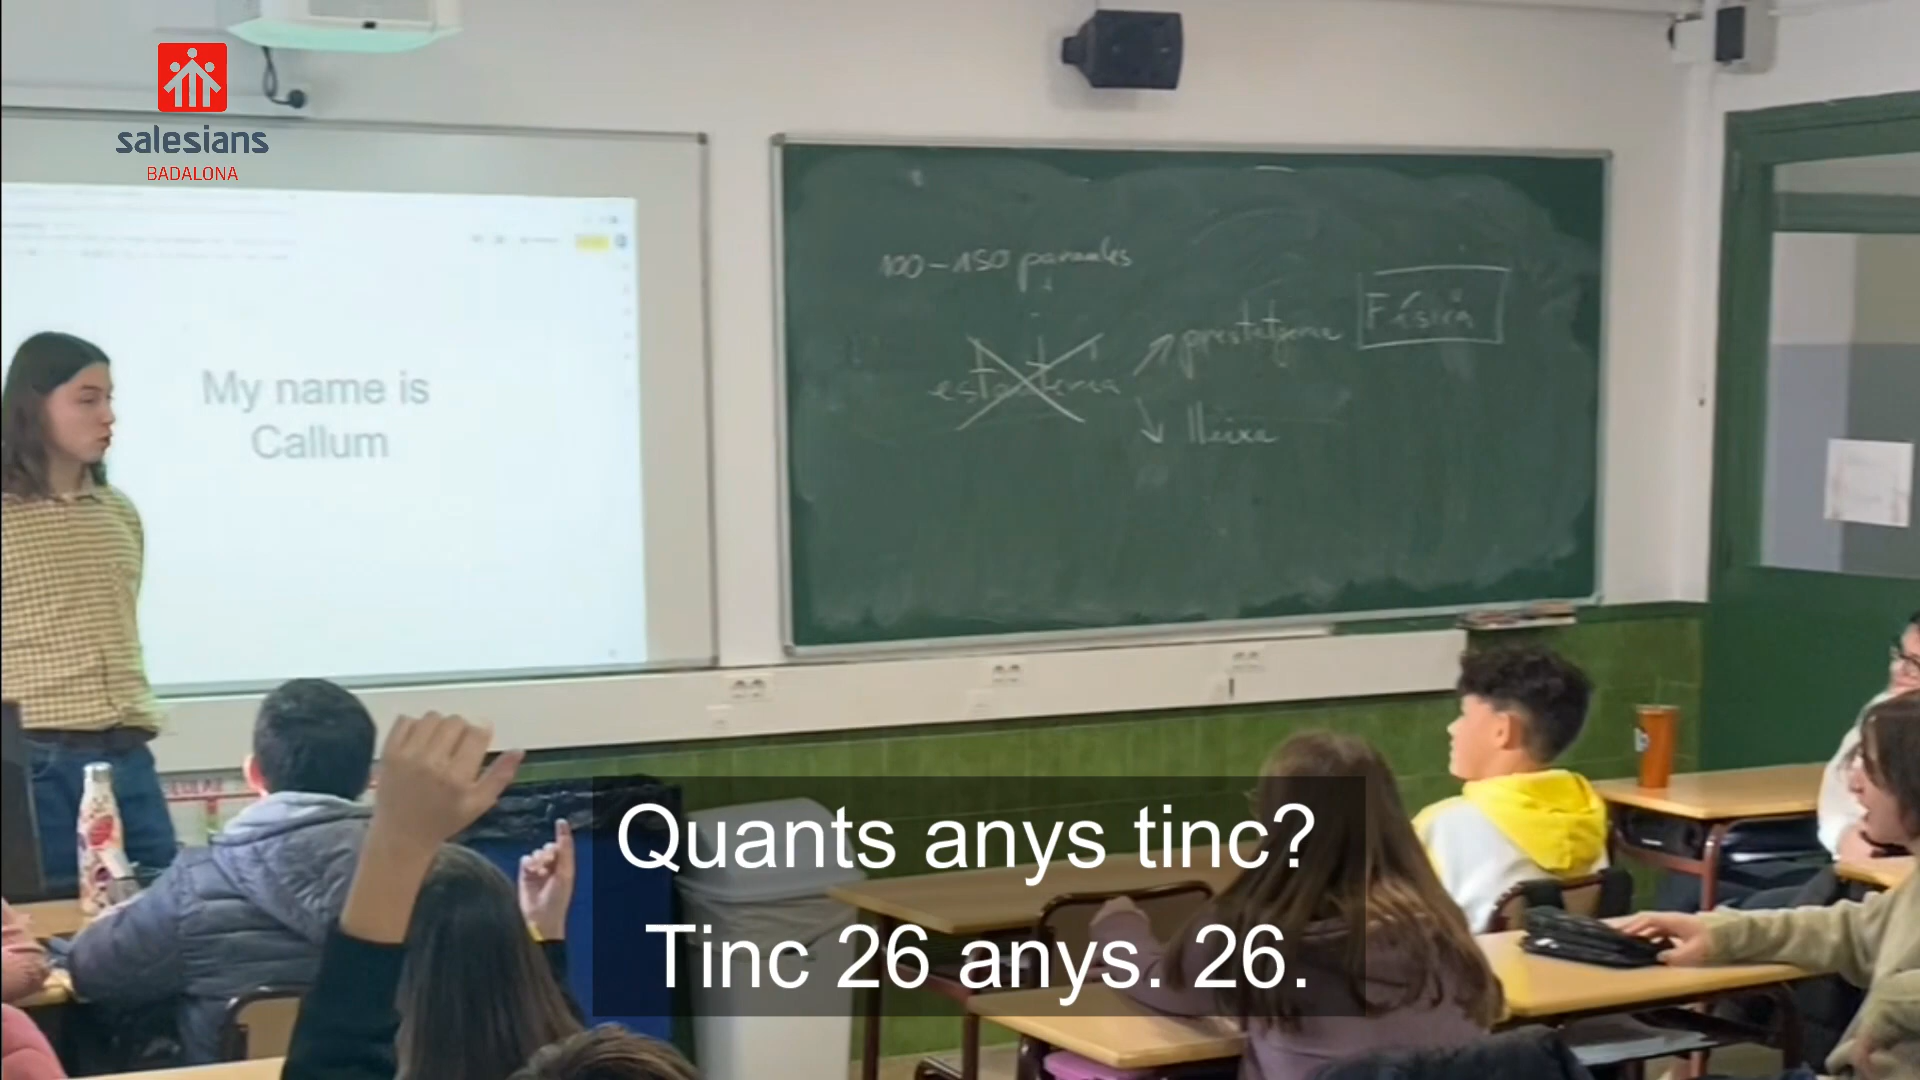 salesians
BADALONA
My name is
Callum
100-150 paraules
prestatgeria
Física
lleixa
Quants anys tinc?
Tinc 26 anys. 26.